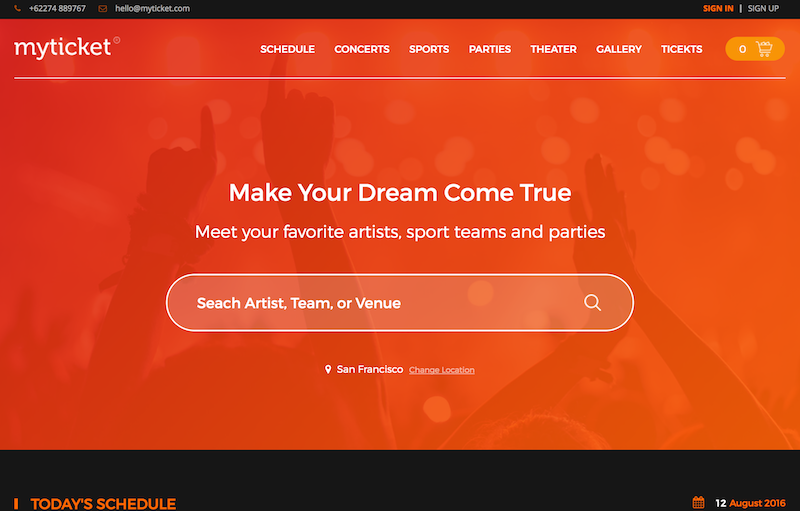 +62274 889767 hello@myticket.com SIGN IN | SIGN UP
myticket®
SCHEDULE CONCERTS SPORTS PARTIES THEATER GALLERY TICEKTS 0
Make Your Dream Come True
Meet your favorite artists, sport teams and parties
Seach Artist, Team, or Venue
San Francisco Change Location
TODAY'S SCHEDULE 12 August 2016